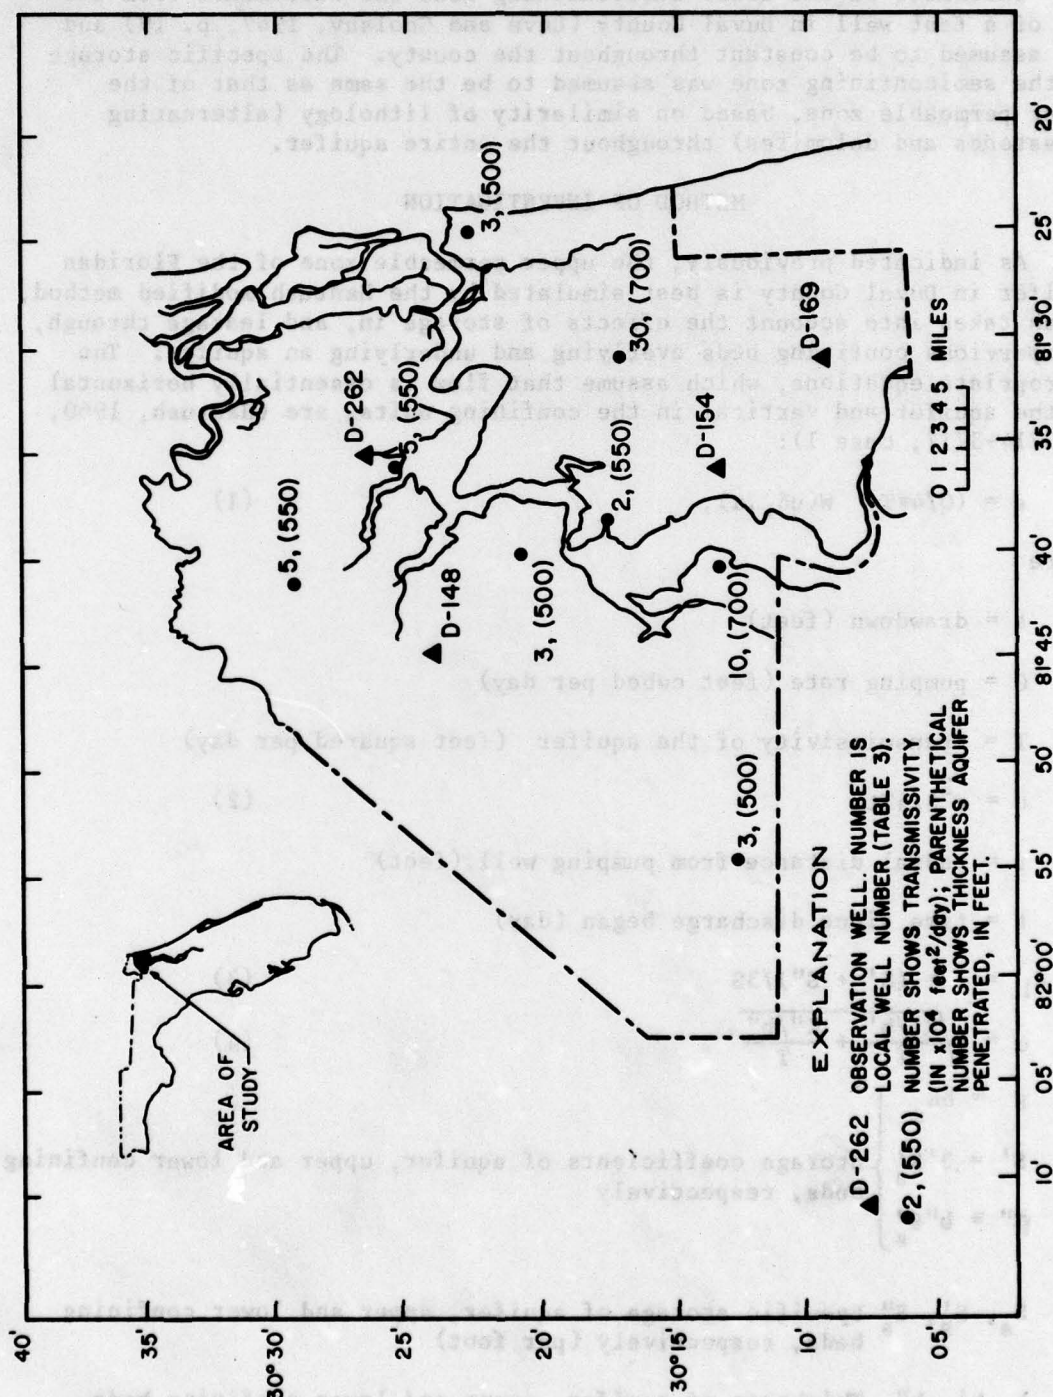 35'
30°30'
25'
20'
30°15'
10'
05'
AREA OF
STUDY
5, (550)
D-262
5, (550)
D-148
3, (500)
3, (500)
2, (550)
30, (700)
10, (700)
D-154
D-169
3, (500)
EXPLANATION
D-262 OBSERVATION WELL. NUMBER IS
LOCAL WELL NUMBER (TABLE 3).
2, (550) NUMBER SHOWS TRANSMISSIVITY
(IN x10⁴ feet²/day); PARENTHETICAL
NUMBER SHOWS THICKNESS AQUIFER
PENETRATED, IN FEET.
0 1 2 3 4 5 MILES
10'
05'
82°00'
55'
50'
81°45'
40'
35'
81°30'
25'
20'